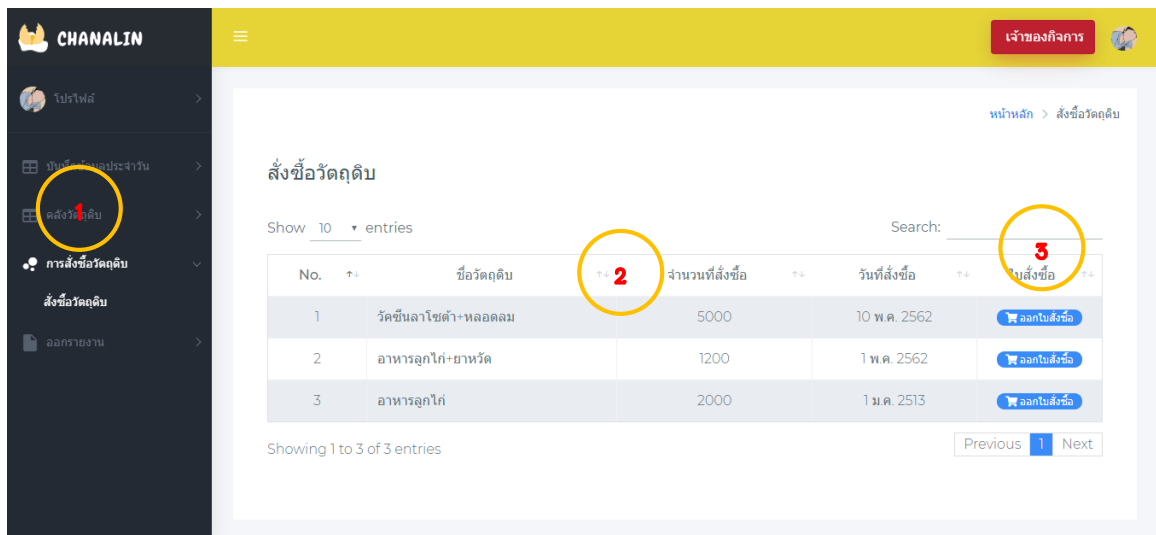 CHANALIN
เจ้าของกิจการ
โปรไฟล์
หน้าหลัก > สั่งซื้อวัตถุดิบ
บันทึกข้อมูลประจำวัน
สั่งซื้อวัตถุดิบ
1
คลังวัตถุดิบ
Show 10 entries
Search:
การสั่งซื้อวัตถุดิบ
2
3
No. ชื่อวัตถุดิบ จำนวนที่สั่งซื้อ วันที่สั่งซื้อ ใบสั่งซื้อ
สั่งซื้อวัตถุดิบ
1 วัคซีนลาโซต้า+หลอดลม 5000 10 พ.ค. 2562 ออกใบสั่งซื้อ
ออกรายงาน
2 อาหารลูกไก่+ยาหวัด 1200 1 พ.ค. 2562 ออกใบสั่งซื้อ
3 อาหารลูกไก่ 2000 1 ม.ค. 2513 ออกใบสั่งซื้อ
Showing 1 to 3 of 3 entries
Previous 1 Next